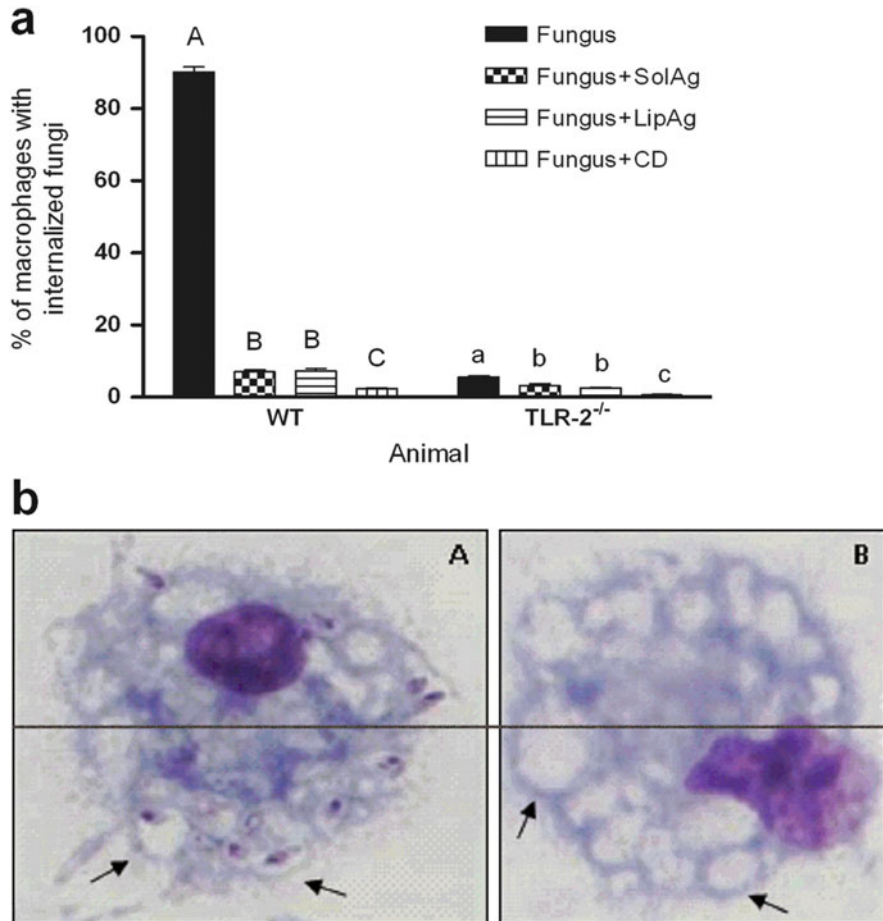 a
% of macrophages with
internalized fungi
100
80
60
40
20
0
A
B
B
C
a
b
b
c
Fungus
Fungus+SolAg
Fungus+LipAg
Fungus+CD
WT
TLR-2-/-
Animal
b
A
B